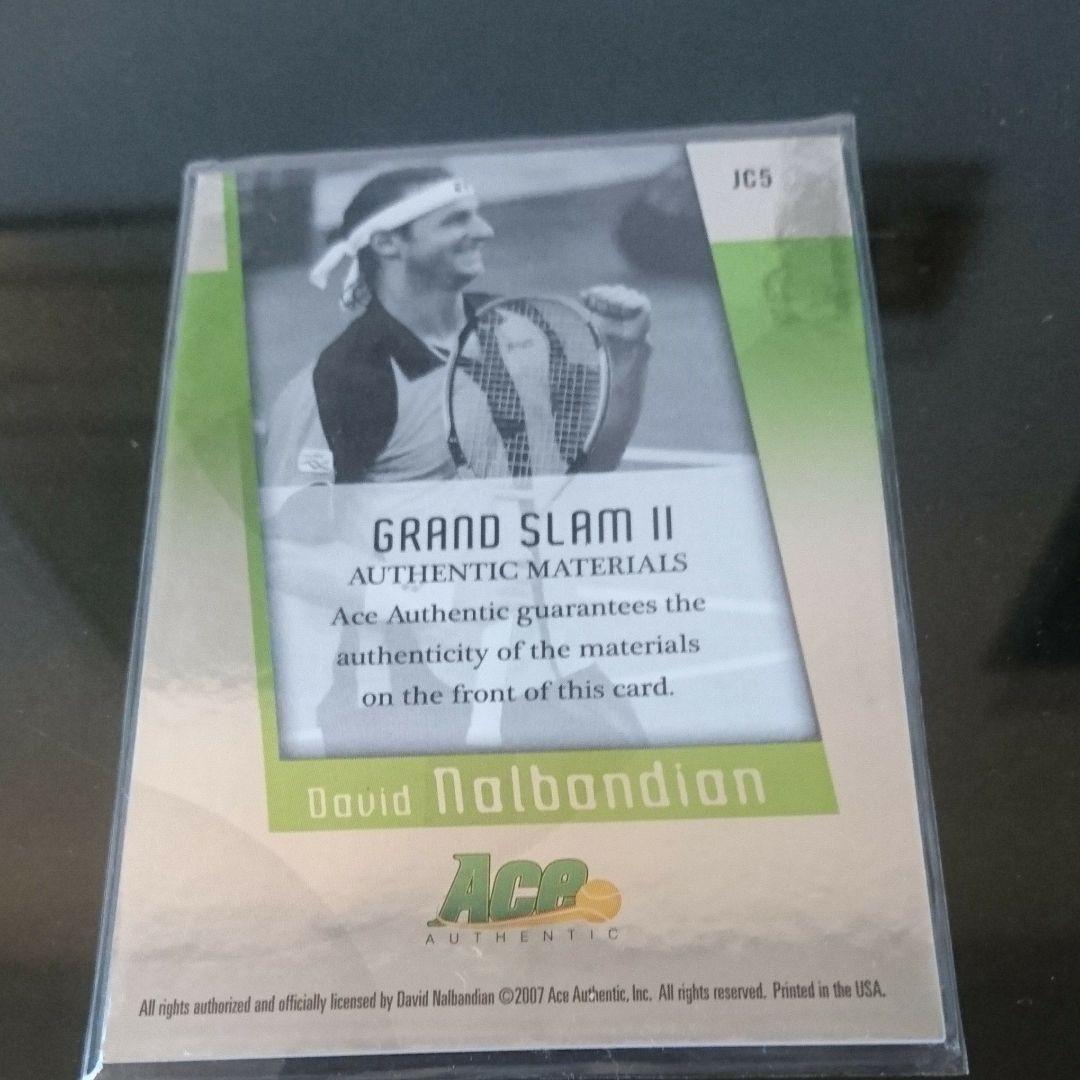 JC5
GRAND SLAM II
AUTHENTIC MATERIALS
Ace Authentic guarantees the
authenticity of the materials
on the front of this card.
David Nalbandian
Ace
AUTHENTIC
All rights authorized and officially licensed by David Nalbandian ©2007 Ace Authentic, Inc. All rights reserved. Printed in the USA.